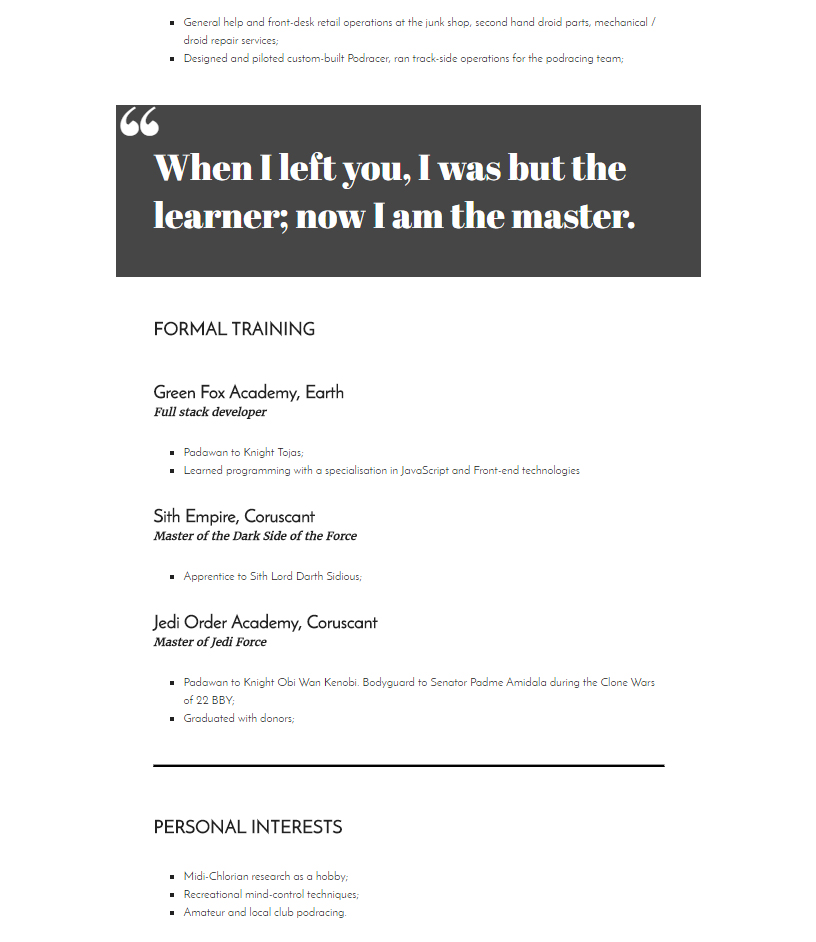 General help and front-desk retail operations at the junk shop, second hand droid parts, mechanical /
droid repair services;
Designed and piloted custom-built Podracer, ran track-side operations for the podracing team;
“
When I left you, I was but the
learner; now I am the master.
FORMAL TRAINING
Green Fox Academy, Earth
Full stack developer
Padawan to Knight Tojas;
Learned programming with a specialisation in JavaScript and Front-end technologies
Sith Empire, Coruscant
Master of the Dark Side of the Force
Apprentice to Sith Lord Darth Sidious;
Jedi Order Academy, Coruscant
Master of Jedi Force
Padawan to Knight Obi Wan Kenobi. Bodyguard to Senator Padme Amidala during the Clone Wars
of 22 BBY;
Graduated with donors;
PERSONAL INTERESTS
Midi-Chlorian research as a hobby;
Recreational mind-control techniques;
Amateur and local club podracing.